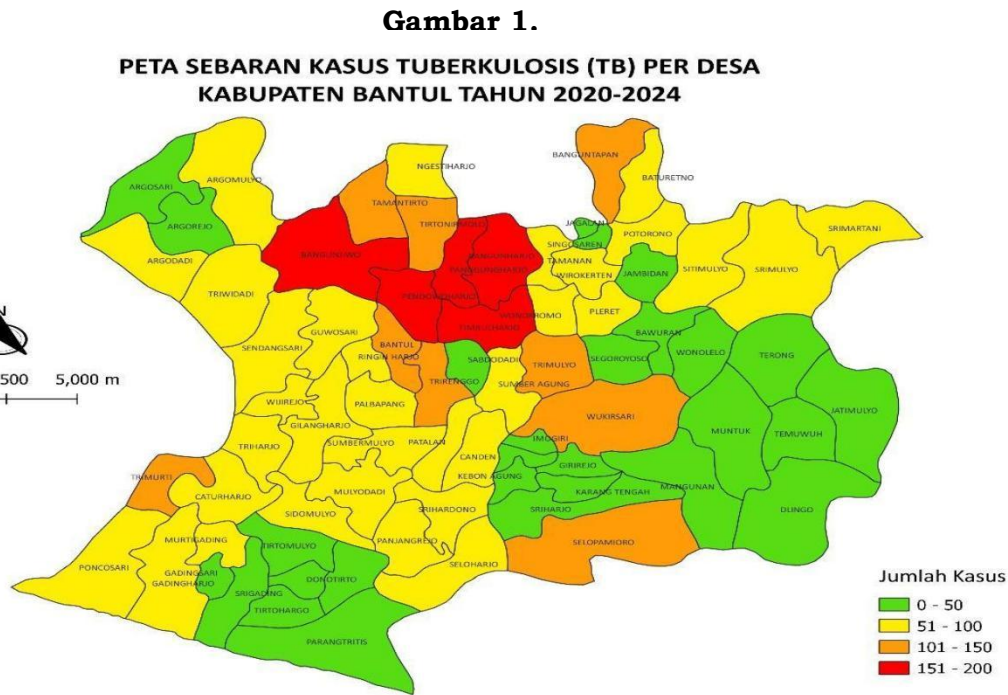 Gambar 1.
PETA SEBARAN KASUS TUBERKULOSIS (TB) PER DESA
KABUPATEN BANTUL TAHUN 2020-2024
BANGUNTAPAN
NGESTIHARJO
BATURETNO
ARGOMULYO
ARGOSARI
TAMANTIRTO
ARGOREJO
JAGALAN
POTORONO
SRIMARTANI
SINGOSAREN
BANGUNJIWO
PANGGUNGHARJO
ARGODADI
TAMANAN
WIROKERTEN
JAMBIDAN
SITIMULYO
SRIMULYO
TRIWIDADI
PLERET
N
TIMBULHARJO
GUWOSARI
BAWURAN
SENDANGSARI
BANTUL
RINGIN HARJO
SABDODADI
TRIMULYO
SEGOROYOSO
WONOLELO
TERONG
500 5,000 m
TRIRENGGO
SUMBER AGUNG
WIJIREJO
PALBAPANG
GILANGHARJO
WUKIRSARI
JATIMULYO
TRIHARJO
SUMBERMULYO
PATALAN
IMOGIRI
MUNTUK
TEMUWUH
CANDEN
GIRIREJO
TRIMURTI
KEBON AGUNG
MULYODADI
KARANG TENGAH
MANGUNAN
CATURHARJO
SIDOMULYO
SRIHARDONO
SRIHARJO
DLINGO
MURTIGADING
TIRTOMULYO
PANJANGREJO
SELOPAMIORO
PONCOSARI
GADINGSARI
GADINGHARJO
DONOTIRTO
SELOHARJO
SRIGADING
TIRTOHARGO
PARANGTRITIS
Jumlah Kasus
0 - 50
51 - 100
101 - 150
151 - 200